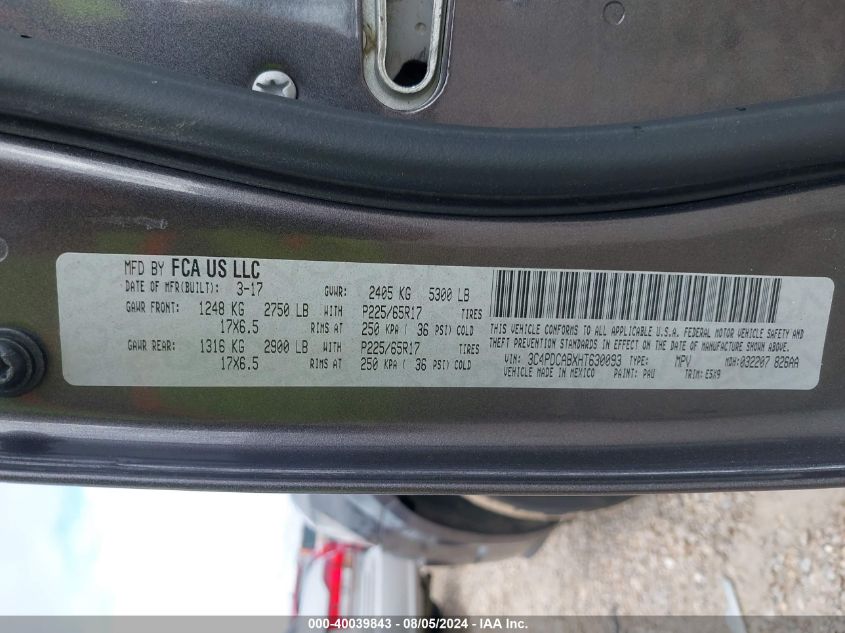 MFD BY FCA US LLC
DATE OF MFR(BUILT): 3-17 GVWR: 2405 KG 5300 LB
GAWR FRONT: 1248 KG 2750 LB WITH P225/65R17 TIRES
17X6.5 RIMS AT 250 KPA ( 36 PSI) COLD
GAWR REAR: 1316 KG 2900 LB WITH P225/65R17 TIRES
17X6.5 RIMS AT 250 KPA ( 36 PSI) COLD
THIS VEHICLE CONFORMS TO ALL APPLICABLE U.S.A. FEDERAL MOTOR VEHICLE SAFETY AND
THEFT PREVENTION STANDARDS IN EFFECT ON THE DATE OF MANUFACTURE SHOWN ABOVE.
VIN: 3C4PDCABXHT630093 TYPE: MPV MDH: 032207 826AA
VEHICLE MADE IN MEXICO PAINT: PAU TRIM: E5X9
000-40039843 - 08/05/2024 - IAA Inc.